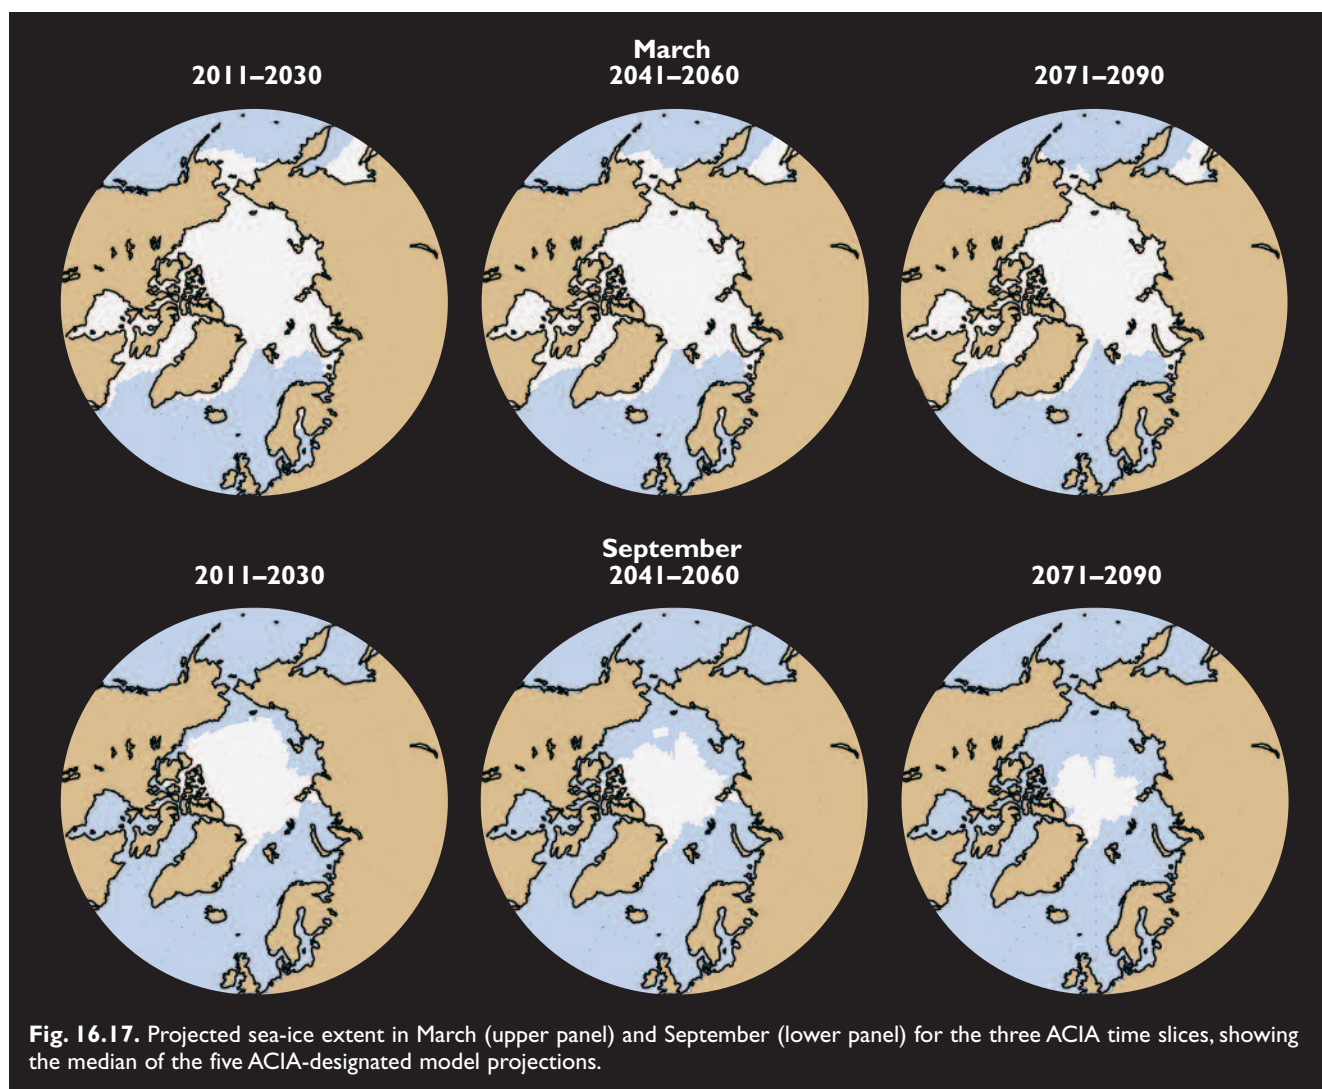 March
2011–2030 2041–2060 2071–2090
September
2011–2030 2041–2060 2071–2090
Fig. 16.17. Projected sea-ice extent in March (upper panel) and September (lower panel) for the three ACIA time slices, showing
the median of the five ACIA-designated model projections.